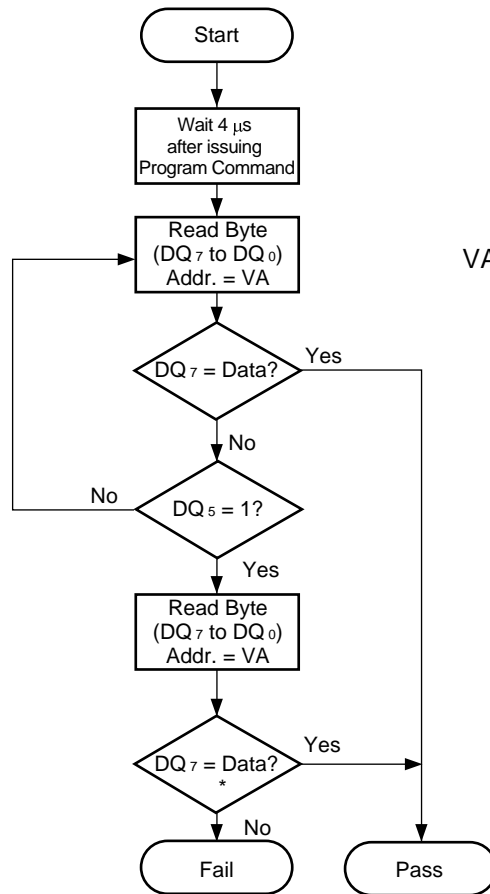 Start
Wait 4 μs
after issuing
Program Command
Read Byte
(DQ 7 to DQ 0)
Addr. = VA
VA
DQ 7 = Data?
Yes
No
DQ 5 = 1?
No
Yes
Read Byte
(DQ 7 to DQ 0)
Addr. = VA
DQ 7 = Data?
*
Yes
No
Fail
Pass